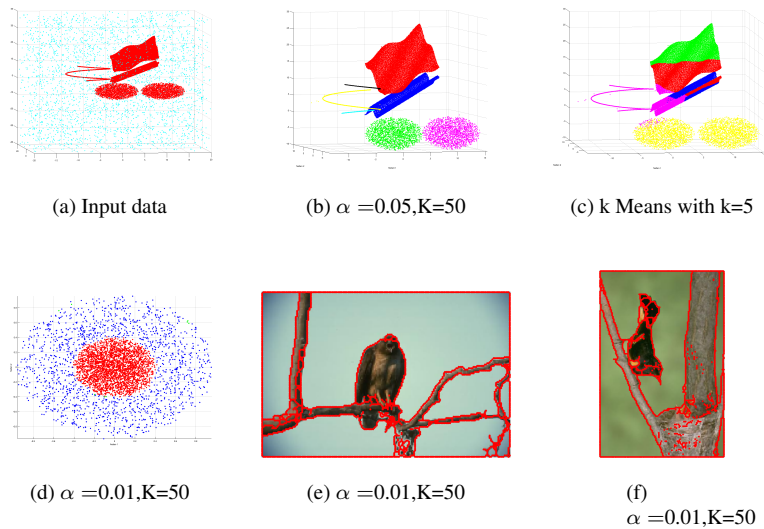 (a) Input data
(b) α =0.05,K=50
(c) k Means with k=5
(d) α =0.01,K=50
(e) α =0.01,K=50
(f)
α =0.01,K=50